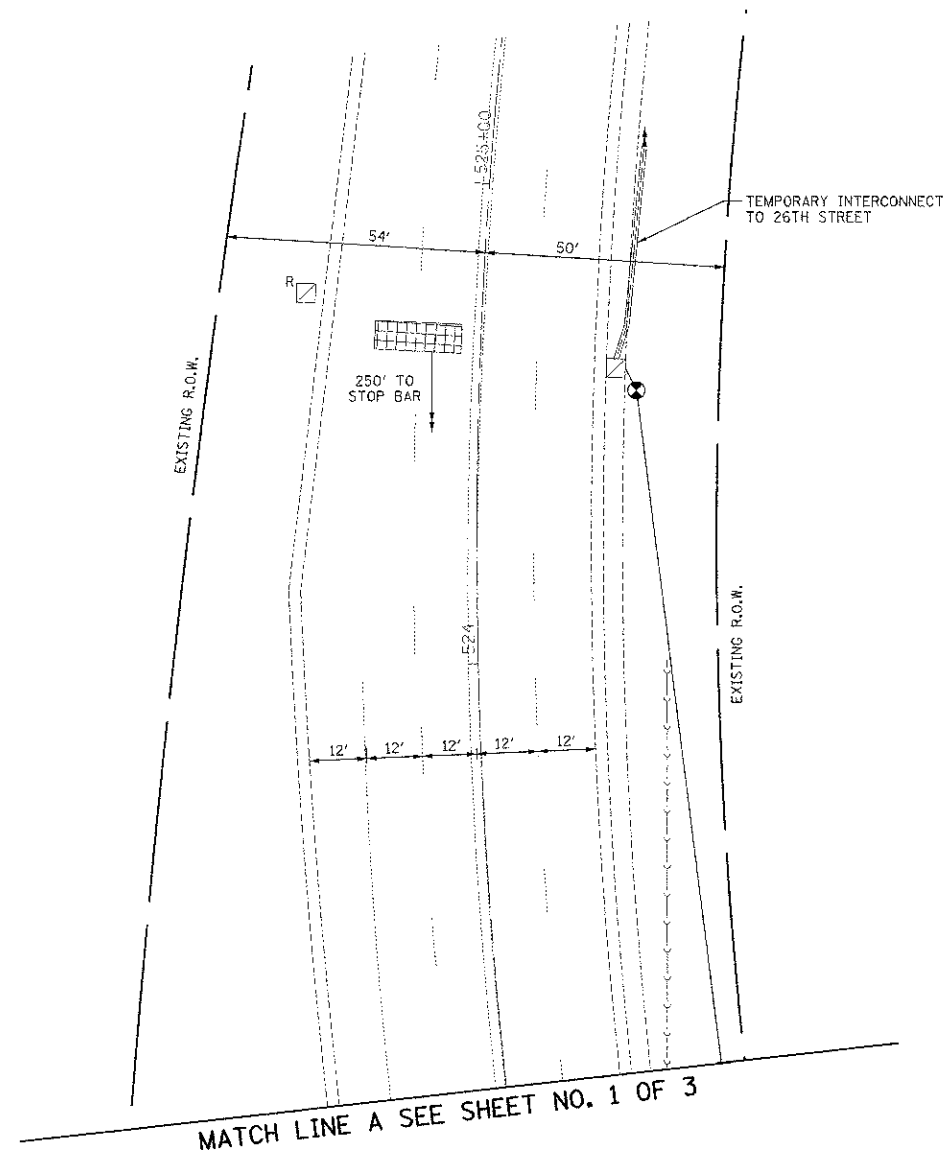 525+00
TEMPORARY INTERCONNECT
TO 26TH STREET
54'
50'
R
250' TO
STOP BAR
EXISTING R.O.W.
EXISTING R.O.W.
524
12'
12'
12'
12'
12'
MATCH LINE A SEE SHEET NO. 1 OF 3